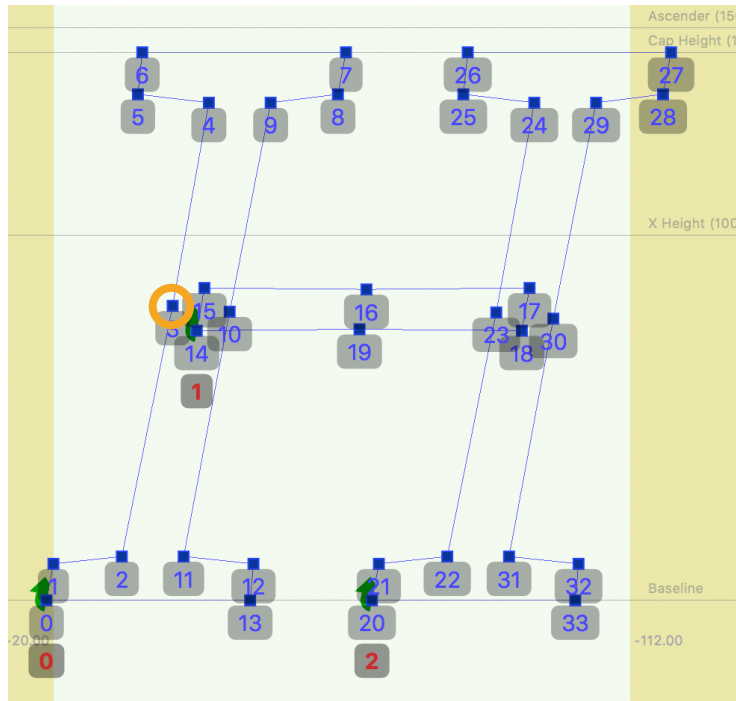 Ascender (150
Cap Height (1
6 7 26 27
5 4 9 8 25 24 29 28
X Height (100
3 15 10 16 23 17 30
14 19 18
1
1 2 11 12 21 22 31 32
Baseline
0 13 20 33
-20.00 -112.00
0 2